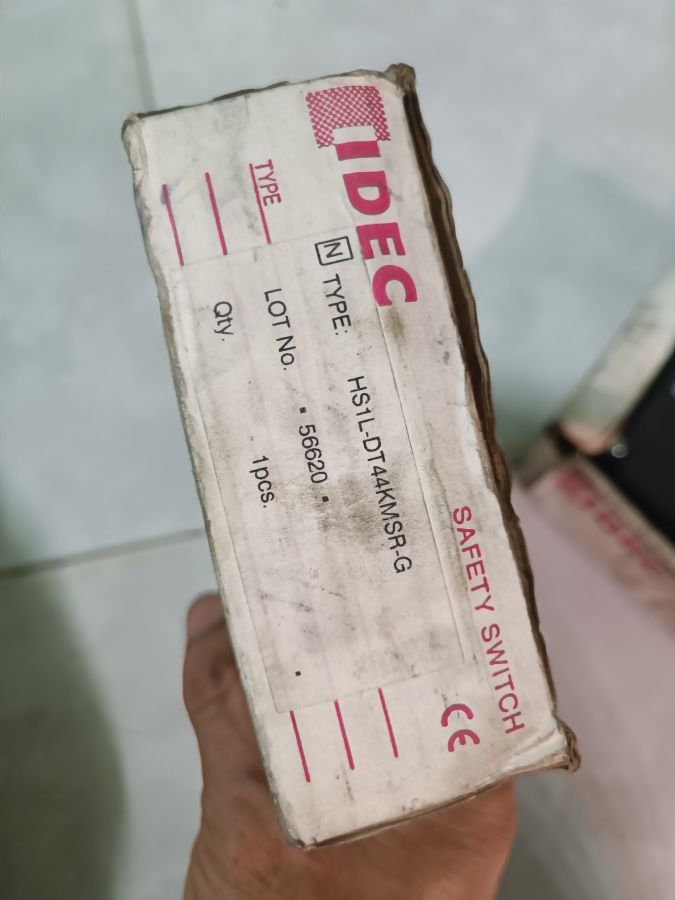 IDEC
SAFETY SWITCH
TYPE
N TYPE: HS1L-DT44KMSR-G
LOT No. ▪ 56620 ▪
Qty. 1pcs.
CE